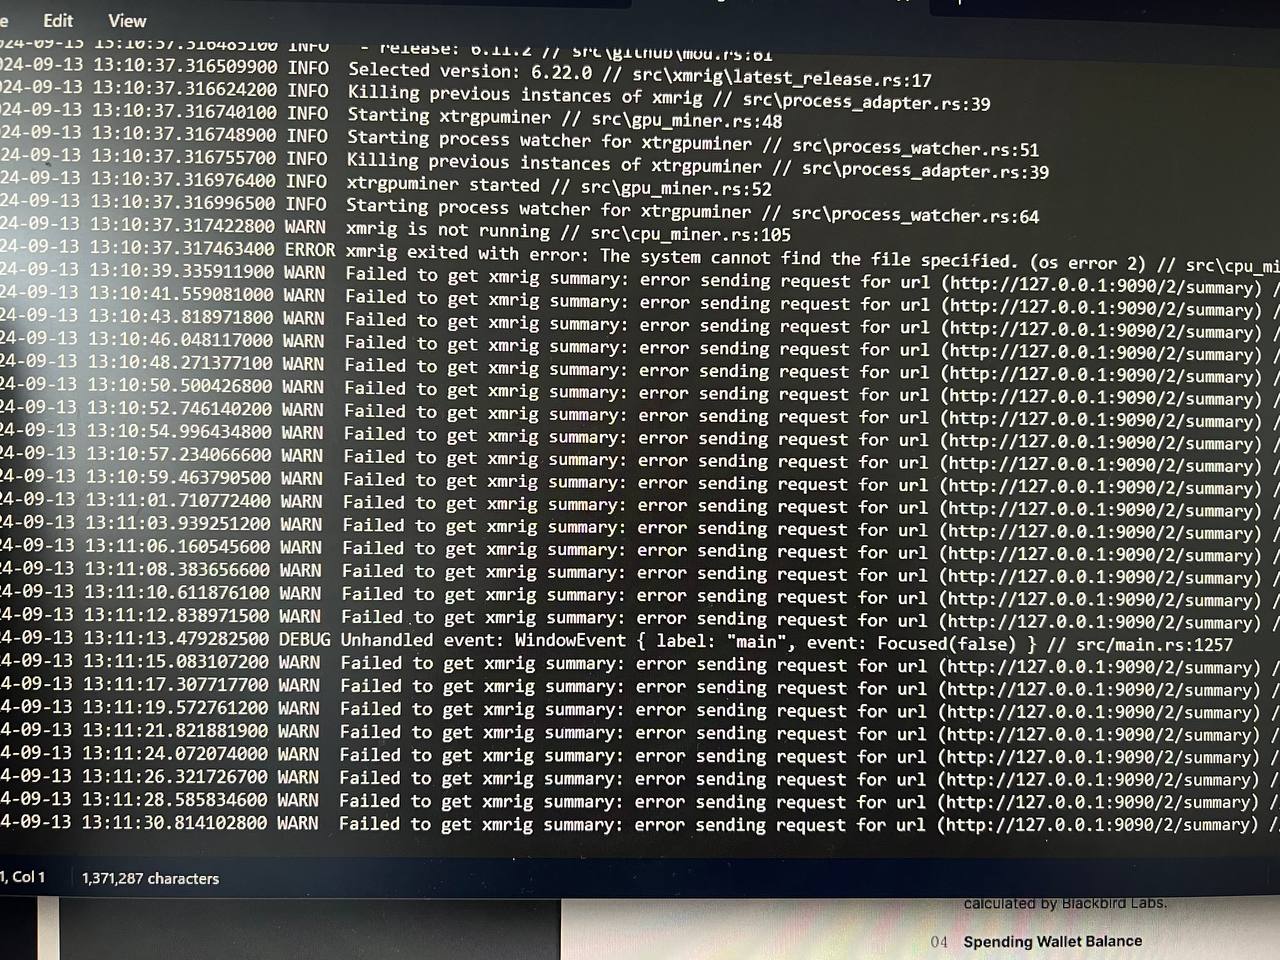 e Edit View
24-09-13 13:10:37.316485100 INFO - release: 6.11.2 // src\github\mod.rs:61
024-09-13 13:10:37.316509900 INFO Selected version: 6.22.0 // src\xmrig\latest_release.rs:17
024-09-13 13:10:37.316624200 INFO Killing previous instances of xmrig // src\process_adapter.rs:39
024-09-13 13:10:37.316740100 INFO Starting xtrgpuminer // src\gpu_miner.rs:48
024-09-13 13:10:37.316748900 INFO Starting process watcher for xtrgpuminer // src\process_watcher.rs:51
24-09-13 13:10:37.316755700 INFO Killing previous instances of xtrgpuminer // src\process_adapter.rs:39
24-09-13 13:10:37.316976400 INFO xtrgpuminer started // src\gpu_miner.rs:52
24-09-13 13:10:37.316996500 INFO Starting process watcher for xtrgpuminer // src\process_watcher.rs:64
24-09-13 13:10:37.317422800 WARN xmrig is not running // src\cpu_miner.rs:105
24-09-13 13:10:37.317463400 ERROR xmrig exited with error: The system cannot find the file specified. (os error 2) // src\cpu_mi
24-09-13 13:10:39.335911900 WARN Failed to get xmrig summary: error sending request for url (http://127.0.0.1:9090/2/summary) /
24-09-13 13:10:41.559081000 WARN Failed to get xmrig summary: error sending request for url (http://127.0.0.1:9090/2/summary) /
24-09-13 13:10:43.818971800 WARN Failed to get xmrig summary: error sending request for url (http://127.0.0.1:9090/2/summary) /
24-09-13 13:10:46.048117000 WARN Failed to get xmrig summary: error sending request for url (http://127.0.0.1:9090/2/summary) /
24-09-13 13:10:48.271377100 WARN Failed to get xmrig summary: error sending request for url (http://127.0.0.1:9090/2/summary) /
24-09-13 13:10:50.500426800 WARN Failed to get xmrig summary: error sending request for url (http://127.0.0.1:9090/2/summary) /
24-09-13 13:10:52.746140200 WARN Failed to get xmrig summary: error sending request for url (http://127.0.0.1:9090/2/summary) /
24-09-13 13:10:54.996434800 WARN Failed to get xmrig summary: error sending request for url (http://127.0.0.1:9090/2/summary) /
24-09-13 13:10:57.234066600 WARN Failed to get xmrig summary: error sending request for url (http://127.0.0.1:9090/2/summary) /
24-09-13 13:10:59.463790500 WARN Failed to get xmrig summary: error sending request for url (http://127.0.0.1:9090/2/summary) /
24-09-13 13:11:01.710772400 WARN Failed to get xmrig summary: error sending request for url (http://127.0.0.1:9090/2/summary) /
24-09-13 13:11:03.939251200 WARN Failed to get xmrig summary: error sending request for url (http://127.0.0.1:9090/2/summary) /
24-09-13 13:11:06.160545600 WARN Failed to get xmrig summary: error sending request for url (http://127.0.0.1:9090/2/summary) /
24-09-13 13:11:08.383656600 WARN Failed to get xmrig summary: error sending request for url (http://127.0.0.1:9090/2/summary) /
24-09-13 13:11:10.611876100 WARN Failed to get xmrig summary: error sending request for url (http://127.0.0.1:9090/2/summary) /
24-09-13 13:11:12.838971500 WARN Failed to get xmrig summary: error sending request for url (http://127.0.0.1:9090/2/summary) /
4-09-13 13:11:13.479282500 DEBUG Unhandled event: WindowEvent { label: "main", event: Focused(false) } // src/main.rs:1257
4-09-13 13:11:15.083107200 WARN Failed to get xmrig summary: error sending request for url (http://127.0.0.1:9090/2/summary) /
4-09-13 13:11:17.307717700 WARN Failed to get xmrig summary: error sending request for url (http://127.0.0.1:9090/2/summary) /
4-09-13 13:11:19.572761200 WARN Failed to get xmrig summary: error sending request for url (http://127.0.0.1:9090/2/summary) /
4-09-13 13:11:21.821881900 WARN Failed to get xmrig summary: error sending request for url (http://127.0.0.1:9090/2/summary) /
4-09-13 13:11:24.072074000 WARN Failed to get xmrig summary: error sending request for url (http://127.0.0.1:9090/2/summary) /
4-09-13 13:11:26.321726700 WARN Failed to get xmrig summary: error sending request for url (http://127.0.0.1:9090/2/summary) /
4-09-13 13:11:28.585834600 WARN Failed to get xmrig summary: error sending request for url (http://127.0.0.1:9090/2/summary) /
4-09-13 13:11:30.814102800 WARN Failed to get xmrig summary: error sending request for url (http://127.0.0.1:9090/2/summary) /
1, Col 1 1,371,287 characters
calculated by Blackbird Labs.
04 Spending Wallet Balance